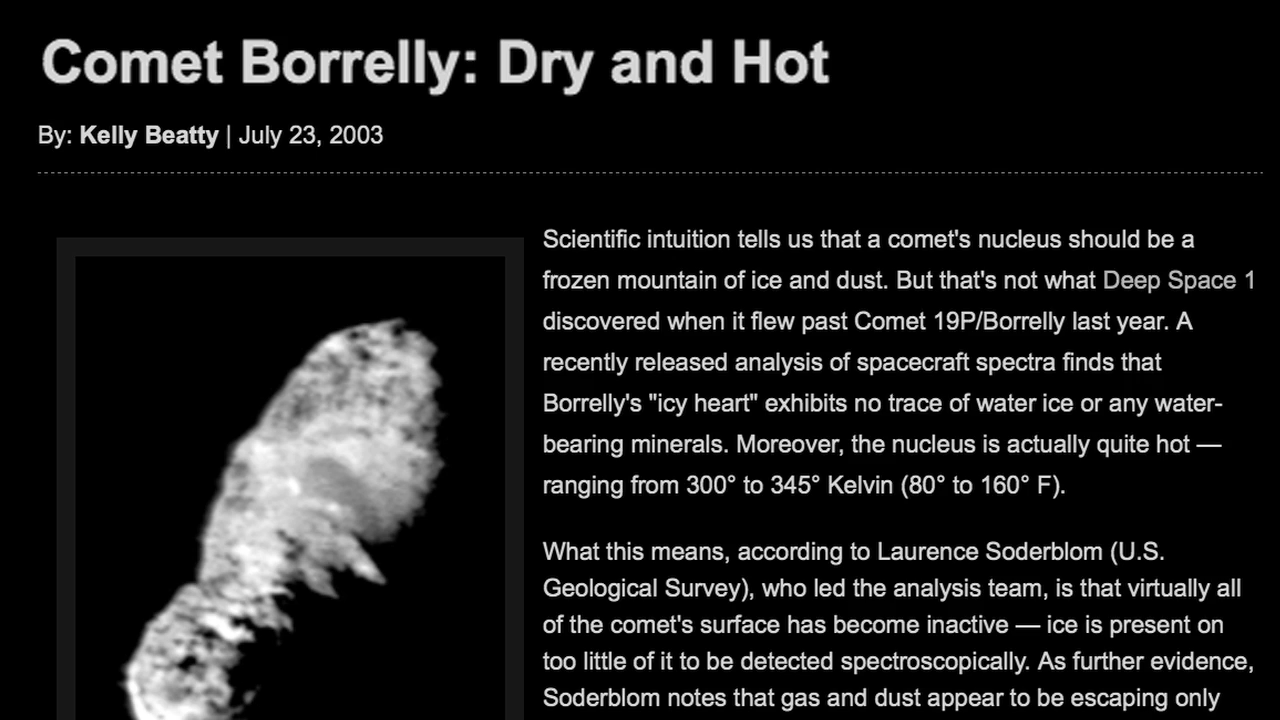 Comet Borrelly: Dry and Hot
By: Kelly Beatty | July 23, 2003
Scientific intuition tells us that a comet's nucleus should be a
frozen mountain of ice and dust. But that's not what Deep Space 1
discovered when it flew past Comet 19P/Borrelly last year. A
recently released analysis of spacecraft spectra finds that
Borrelly's "icy heart" exhibits no trace of water ice or any water-
bearing minerals. Moreover, the nucleus is actually quite hot —
ranging from 300° to 345° Kelvin (80° to 160° F).
What this means, according to Laurence Soderblom (U.S.
Geological Survey), who led the analysis team, is that virtually all
of the comet's surface has become inactive — ice is present on
too little of it to be detected spectroscopically. As further evidence,
Soderblom notes that gas and dust appear to be escaping only